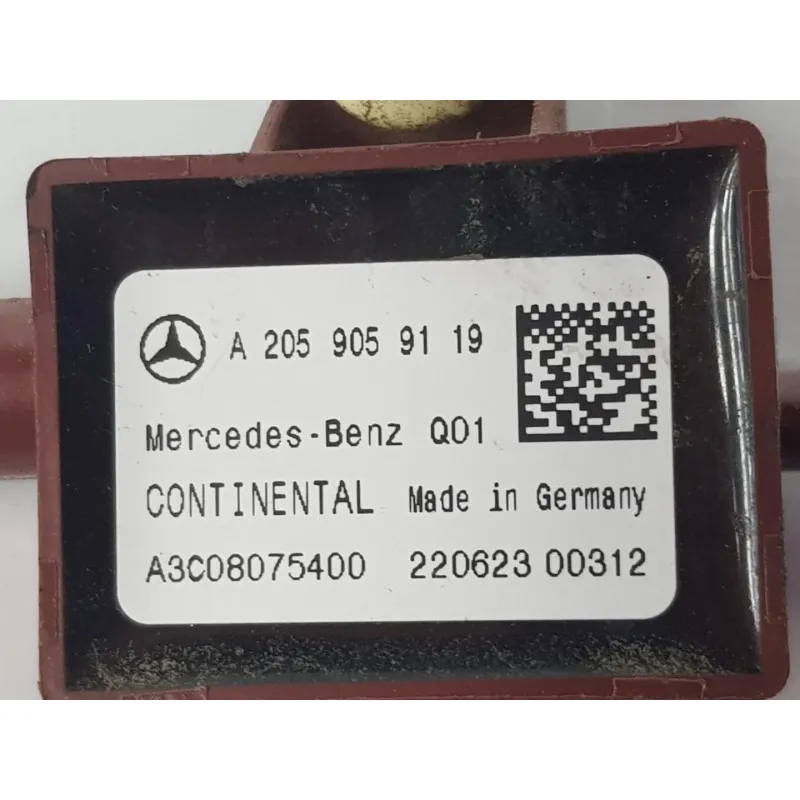 A 205 905 91 19
Mercedes-Benz Q01
CONTINENTAL Made in Germany
A3C08075400 220623 00312